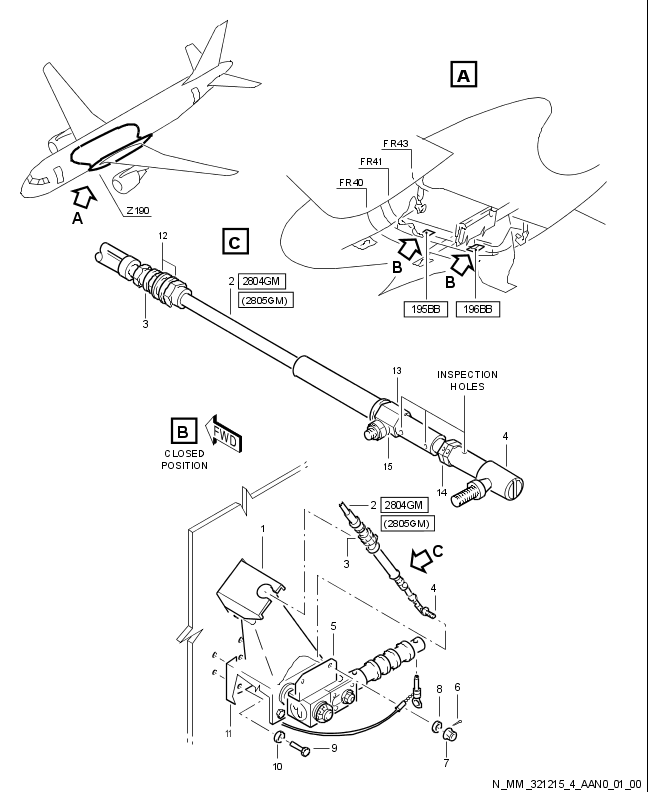 A
FR43
FR41
FR40
A
Z190
B
B
195BB
196BB
C
12
2 2804GM
(2805GM)
3
13
INSPECTION
HOLES
4
15
14
B
FWD
CLOSED
POSITION
2 2804GM
(2805GM)
1
3
C
4
5
6
8
7
11
10
9
N_MM_321215_4_AAN0_01_00